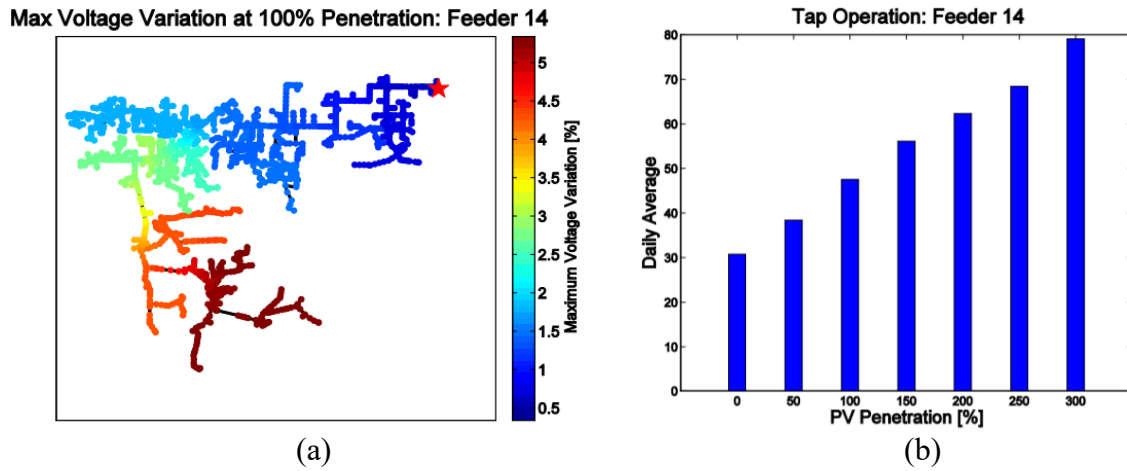 Max Voltage Variation at 100% Penetration: Feeder 14
5
4.5
4
3.5
3
2.5
2
1.5
1
0.5
Maximum Voltage Variation [%]
(a)
Tap Operation: Feeder 14
80
70
60
50
40
30
20
10
0
Daily Average
0 50 100 150 200 250 300
PV Penetration [%]
(b)